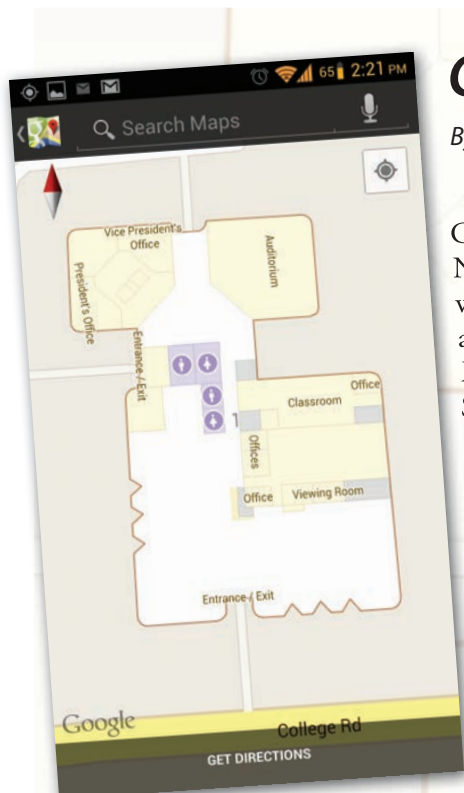 65 2:21 PM
Search Maps
Vice President's
Office
Auditorium
President's Office
Entrance / Exit
Office
Classroom
Offices
Office
Viewing Room
Entrance / Exit
Google
College Rd
GET DIRECTIONS